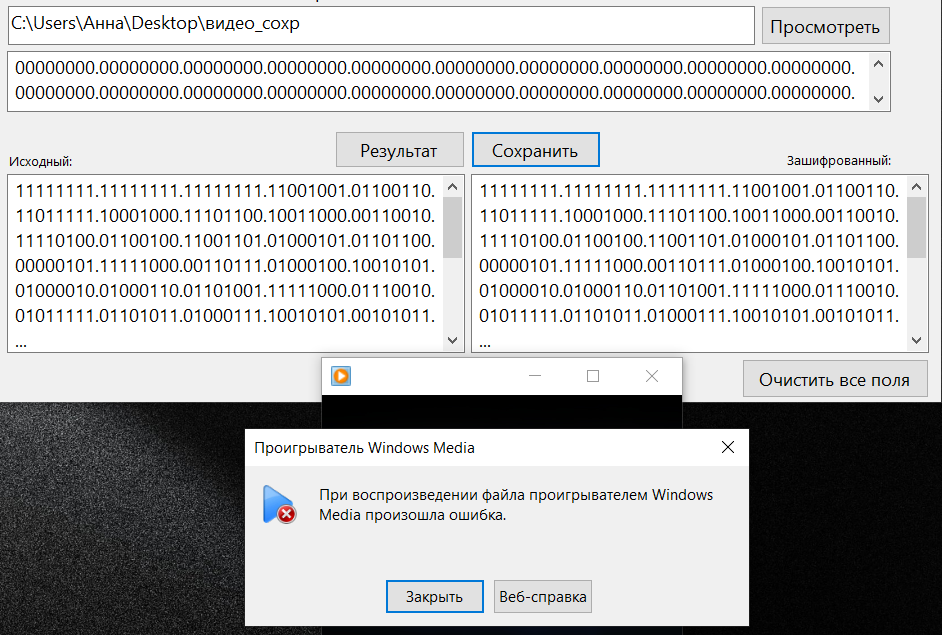 C:\Users\Анна\Desktop\видео_сохр
Просмотреть
00000000.00000000.00000000.00000000.00000000.00000000.00000000.00000000.00000000.00000000.
00000000.00000000.00000000.00000000.00000000.00000000.00000000.00000000.00000000.00000000.
Результат
Сохранить
Исходный:
Зашифрованный:
11111111.11111111.11111111.11001001.01100110.
11011111.10001000.11101100.10011000.00110010.
11110100.01100100.11001101.01000101.01101100.
00000101.11111000.00110111.01000100.10010101.
01000010.01000110.01101001.11111000.01110010.
01011111.01101011.01000111.10010101.00101011.
...
11111111.11111111.11111111.11001001.01100110.
11011111.10001000.11101100.10011000.00110010.
11110100.01100100.11001101.01000101.01101100.
00000101.11111000.00110111.01000100.10010101.
01000010.01000110.01101001.11111000.01110010.
01011111.01101011.01000111.10010101.00101011.
...
Очистить все поля
Проигрыватель Windows Media
При воспроизведении файла проигрывателем Windows
Media произошла ошибка.
Закрыть
Веб-справка